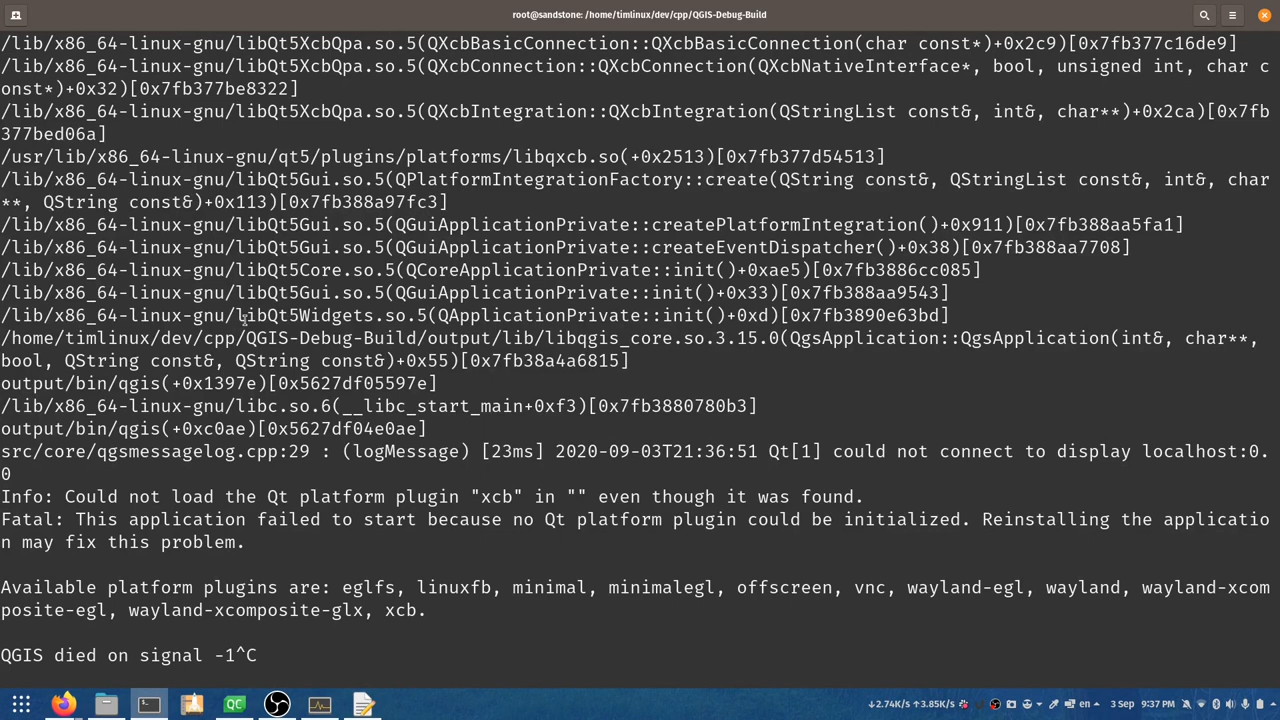 root@sandstone: /home/timlinux/dev/cpp/QGIS-Debug-Build
/lib/x86_64-linux-gnu/libQt5XcbQpa.so.5(QXcbBasicConnection::QXcbBasicConnection(char const*)+0x2c9)[0x7fb377c16de9]
/lib/x86_64-linux-gnu/libQt5XcbQpa.so.5(QXcbConnection::QXcbConnection(QXcbNativeInterface*, bool, unsigned int, char c
onst*)+0x32)[0x7fb377be8322]
/lib/x86_64-linux-gnu/libQt5XcbQpa.so.5(QXcbIntegration::QXcbIntegration(QStringList const&, int&, char**)+0x2ca)[0x7fb
377bed06a]
/usr/lib/x86_64-linux-gnu/qt5/plugins/platforms/libqxcb.so(+0x2513)[0x7fb377d54513]
/lib/x86_64-linux-gnu/libQt5Gui.so.5(QPlatformIntegrationFactory::create(QString const&, QStringList const&, int&, char
**, QString const&)+0x113)[0x7fb388a97fc3]
/lib/x86_64-linux-gnu/libQt5Gui.so.5(QGuiApplicationPrivate::createPlatformIntegration()+0x911)[0x7fb388aa5fa1]
/lib/x86_64-linux-gnu/libQt5Gui.so.5(QGuiApplicationPrivate::createEventDispatcher()+0x38)[0x7fb388aa7708]
/lib/x86_64-linux-gnu/libQt5Core.so.5(QCoreApplicationPrivate::init()+0xae5)[0x7fb3886cc085]
/lib/x86_64-linux-gnu/libQt5Gui.so.5(QGuiApplicationPrivate::init()+0x33)[0x7fb388aa9543]
/lib/x86_64-linux-gnu/libQt5Widgets.so.5(QApplicationPrivate::init()+0xd)[0x7fb3890e63bd]
/home/timlinux/dev/cpp/QGIS-Debug-Build/output/lib/libqgis_core.so.3.15.0(QgsApplication::QgsApplication(int&, char**,
bool, QString const&, QString const&)+0x55)[0x7fb38a4a6815]
output/bin/qgis(+0x1397e)[0x5627df05597e]
/lib/x86_64-linux-gnu/libc.so.6(__libc_start_main+0xf3)[0x7fb3880780b3]
output/bin/qgis(+0xc0ae)[0x5627df04e0ae]
src/core/qgsmessagelog.cpp:29 : (logMessage) [23ms] 2020-09-03T21:36:51 Qt[1] could not connect to display localhost:0.
0
Info: Could not load the Qt platform plugin "xcb" in "" even though it was found.
Fatal: This application failed to start because no Qt platform plugin could be initialized. Reinstalling the applicatio
n may fix this problem.
Available platform plugins are: eglfs, linuxfb, minimal, minimalegl, offscreen, vnc, wayland-egl, wayland, wayland-xcom
posite-egl, wayland-xcomposite-glx, xcb.
QGIS died on signal -1^C
QC
↓2.74K/s ↑3.85K/s en 3 Sep 9:37 PM